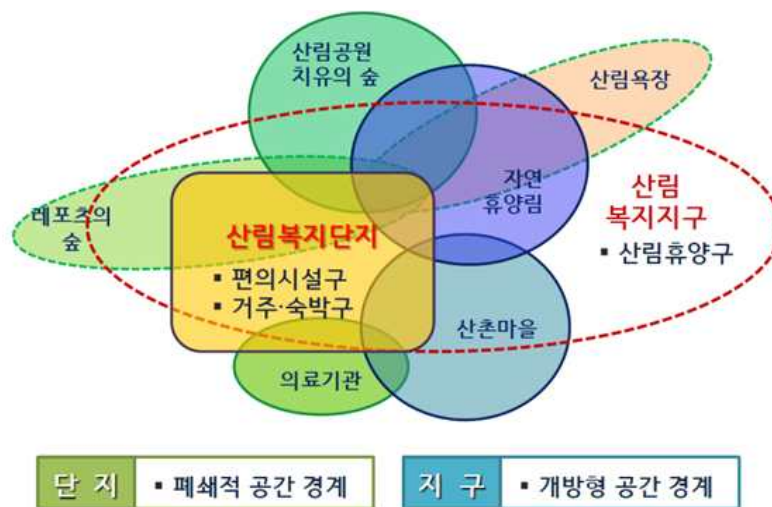 산림공원
치유의 숲
산림욕장
자연
휴양림
산림
복지지구
▪ 산림휴양구
레포츠의
숲
산림복지단지
▪ 편의시설구
▪ 거주·숙박구
산촌마을
의료기관
단 지 ▪ 폐쇄적 공간 경계
지 구 ▪ 개방형 공간 경계